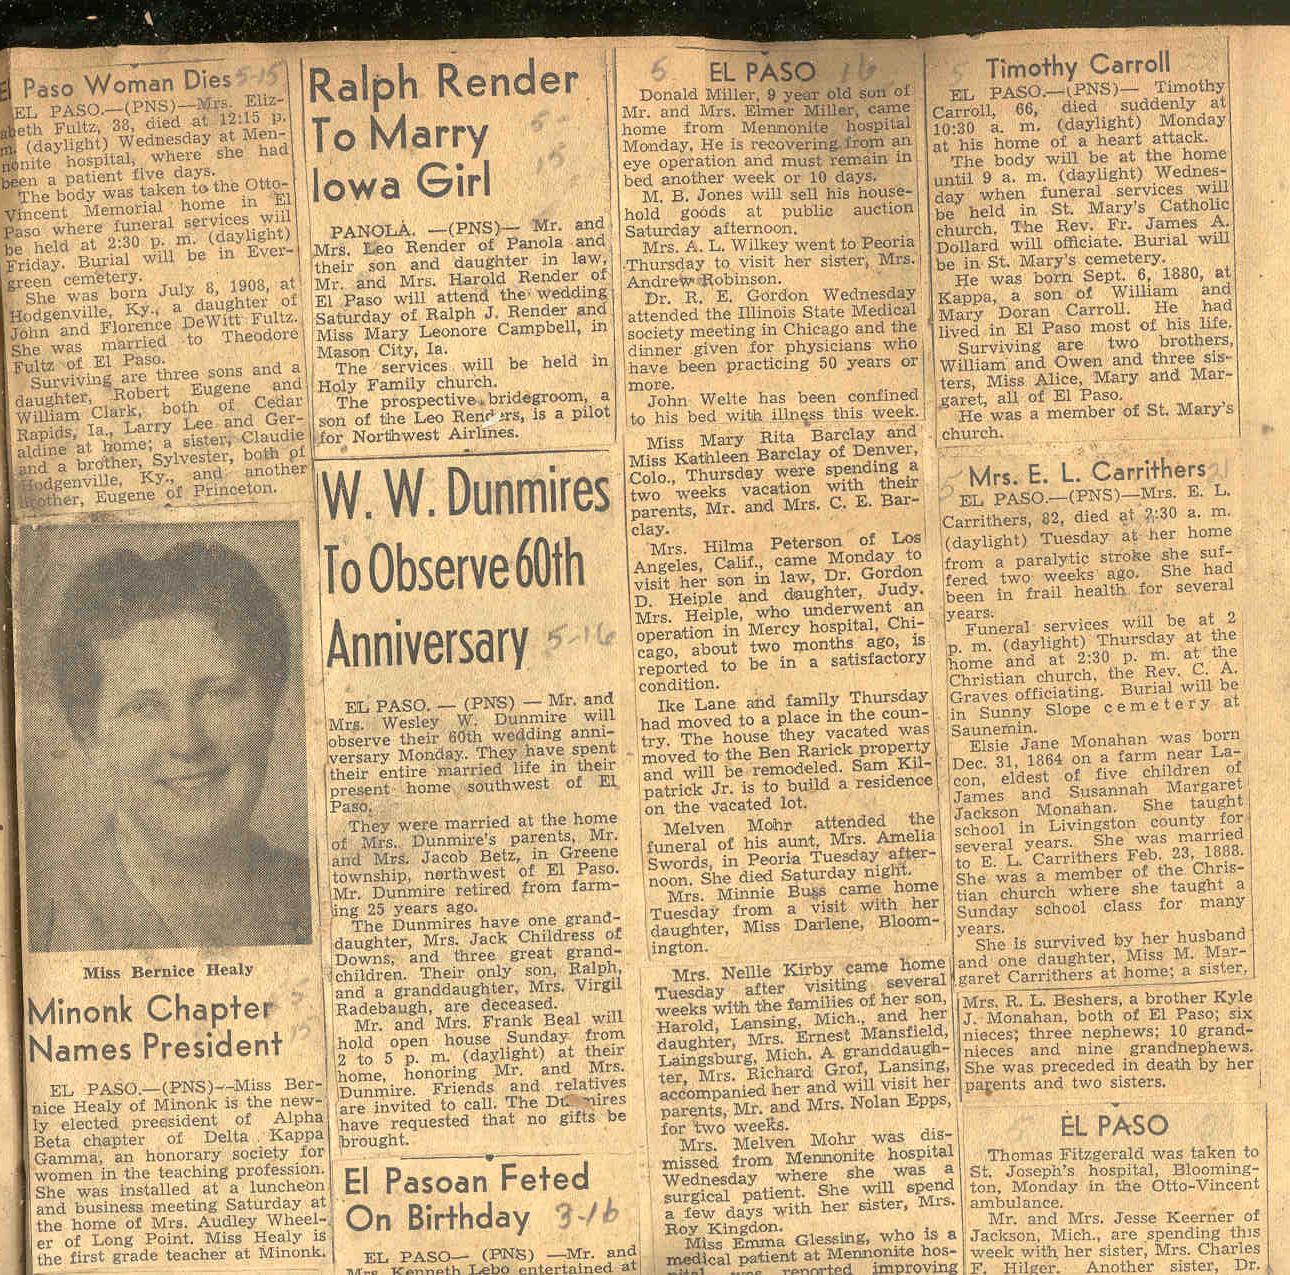 El Paso Woman Dies 5-15
EL PASO.—(PNS)—Mrs. Eliz-
abeth Fultz, 38, died at 12:15 p.
m. (daylight) Wednesday at Men-
nonite hospital, where she had
been a patient five days.
The body was taken to the Otto-
Vincent Memorial home in El
Paso where funeral services will
be held at 2:30 p. m. (daylight)
Friday. Burial will be in Ever-
green cemetery.
She was born July 8, 1908, at
Hodgenville, Ky., a daughter of
John and Florence DeWitt Fultz.
She was married to Theodore
Fultz of El Paso.
Surviving are three sons and a
daughter, Robert Eugene and
William Clark, both of Cedar
Rapids, Ia., Larry Lee and Ger-
aldine at home; a sister, Claudie
and a brother, Sylvester, both of
Hodgenville, Ky., and another
brother, Eugene of Princeton.
Miss Bernice Healy
Minonk Chapter
Names President
5
15
EL PASO.—(PNS)--Miss Ber-
nice Healy of Minonk is the new-
ly elected preesident of Alpha
Beta chapter of Delta Kappa
Gamma, an honorary society for
women in the teaching profession.
She was installed at a luncheon
and business meeting Saturday at
the home of Mrs. Audley Wheel-
er of Long Point. Miss Healy is
the first grade teacher at Minonk.
Ralph Render
To Marry
Iowa Girl
5-
15
PANOLA. —(PNS)— Mr. and
Mrs. Leo Render of Panola and
their son and daughter in law,
Mr. and Mrs. Harold Render of
El Paso will attend the wedding
Saturday of Ralph J. Render and
Miss Mary Leonore Campbell, in
Mason City, Ia.
The services will be held in
Holy Family church.
The prospective bridegroom, a
son of the Leo Renders, is a pilot
for Northwest Airlines.
W. W. Dunmires
To Observe 60th
Anniversary 5-16
EL PASO. — (PNS) — Mr. and
Mrs. Wesley W. Dunmire will
observe their 60th wedding anni-
versary Monday. They have spent
their entire married life in their
present home southwest of El
Paso.
They were married at the home
of Mrs. Dunmire's parents, Mr.
and Mrs. Jacob Betz, in Greene
township, northwest of El Paso.
Mr. Dunmire retired from farm-
ing 25 years ago.
The Dunmires have one grand-
daughter, Mrs. Jack Childress of
Downs, and three great grand-
children. Their only son, Ralph,
and a granddaughter, Mrs. Virgil
Radebaugh, are deceased.
Mr. and Mrs. Frank Beal will
hold open house Sunday from
2 to 5 p. m. (daylight) at their
home, honoring Mr. and Mrs.
Dunmire. Friends and relatives
are invited to call. The Dunmires
have requested that no gifts be
brought.
El Pasoan Feted
On Birthday 3-16
EL PASO— (PNS) —Mr. and
Mrs. Kenneth Lebo entertained at
5 EL PASO 16
Donald Miller, 9 year old son of
Mr. and Mrs. Elmer Miller, came
home from Mennonite hospital
Monday. He is recovering from an
eye operation and must remain in
bed another week or 10 days.
M. B. Jones will sell his house-
hold goods at public auction
Saturday afternoon.
Mrs. A. L. Wilkey went to Peoria
Thursday to visit her sister, Mrs.
Andrew Robinson.
Dr. R. E. Gordon Wednesday
attended the Illinois State Medical
society meeting in Chicago and the
dinner given for physicians who
have been practicing 50 years or
more.
John Welte has been confined
to his bed with illness this week.
Miss Mary Rita Barclay and
Miss Kathleen Barclay of Denver,
Colo., Thursday were spending a
two weeks vacation with their
parents, Mr. and Mrs. C. E. Bar-
clay.
Mrs. Hilma Peterson of Los
Angeles, Calif., came Monday to
visit her son in law, Dr. Gordon
D. Heiple and daughter, Judy.
Mrs. Heiple, who underwent an
operation in Mercy hospital, Chi-
cago, about two months ago, is
reported to be in a satisfactory
condition.
Ike Lane and family Thursday
had moved to a place in the coun-
try. The house they vacated was
moved to the Ben Rarick property
and will be remodeled. Sam Kil-
patrick Jr. is to build a residence
on the vacated lot.
Melven Mohr attended the
funeral of his aunt, Mrs. Amelia
Swords, in Peoria Tuesday after-
noon. She died Saturday night.
Mrs. Minnie Buss came home
Tuesday from a visit with her
daughter, Miss Darlene, Bloom-
ington.
Mrs. Nellie Kirby came home
Tuesday after visiting several
weeks with the families of her son,
Harold, Lansing, Mich., and her
daughter, Mrs. Ernest Mansfield,
Laingsburg, Mich. A granddaugh-
ter, Mrs. Richard Grof, Lansing,
accompanied her and will visit her
parents, Mr. and Mrs. Nolan Epps,
for two weeks.
Mrs. Melven Mohr was dis-
missed from Mennonite hospital
Wednesday where she was a
surgical patient. She will spend
a few days with her sister, Mrs.
Roy Kingdon.
Miss Emma Glessing, who is a
medical patient at Mennonite hos-
pital, was reported improving
Timothy Carroll
EL PASO.—(PNS)— Timothy
Carroll, 66, died suddenly at
10:30 a. m. (daylight) Monday
at his home of a heart attack.
The body will be at the home
until 9 a. m. (daylight) Wednes-
day when funeral services will
be held in St. Mary's Catholic
church. The Rev. Fr. James A.
Dollard will officiate. Burial will
be in St. Mary's cemetery.
He was born Sept. 6, 1880, at
Kappa, a son of William and
Mary Doran Carroll. He had
lived in El Paso most of his life.
Surviving are two brothers,
William and Owen and three sis-
ters, Miss Alice, Mary and Mar-
garet, all of El Paso.
He was a member of St. Mary's
church.
Mrs. E. L. Carrithers 21
5
EL PASO.—(PNS)—Mrs. E. L.
Carrithers, 82, died at 2:30 a. m.
(daylight) Tuesday at her home
from a paralytic stroke she suf-
fered two weeks ago. She had
been in frail health for several
years.
Funeral services will be at 2
p. m. (daylight) Thursday at the
home and at 2:30 p. m. at the
Christian church, the Rev. C. A.
Graves officiating. Burial will be
in Sunny Slope cemetery at
Saunemin.
Elsie Jane Monahan was born
Dec. 31, 1864 on a farm near La-
con, eldest of five children of
James and Susannah Margaret
Jackson Monahan. She taught
school in Livingston county for
several years. She was married
to E. L. Carrithers Feb. 23, 1888.
She was a member of the Chris-
tian church where she taught a
Sunday school class for many
years.
She is survived by her husband
and one daughter, Miss M. Mar-
garet Carrithers at home; a sister,
Mrs. R. L. Beshers, a brother Kyle
J. Monahan, both of El Paso; six
nieces; three nephews; 10 grand-
nieces and nine grandnephews.
She was preceded in death by her
parents and two sisters.
EL PASO
Thomas Fitzgerald was taken to
St. Joseph's hospital, Blooming-
ton, Monday in the Otto-Vincent
ambulance.
Mr. and Mrs. Jesse Keerner of
Jackson, Mich., are spending this
week with her sister, Mrs. Charles
F. Hilger. Another sister, Dr.